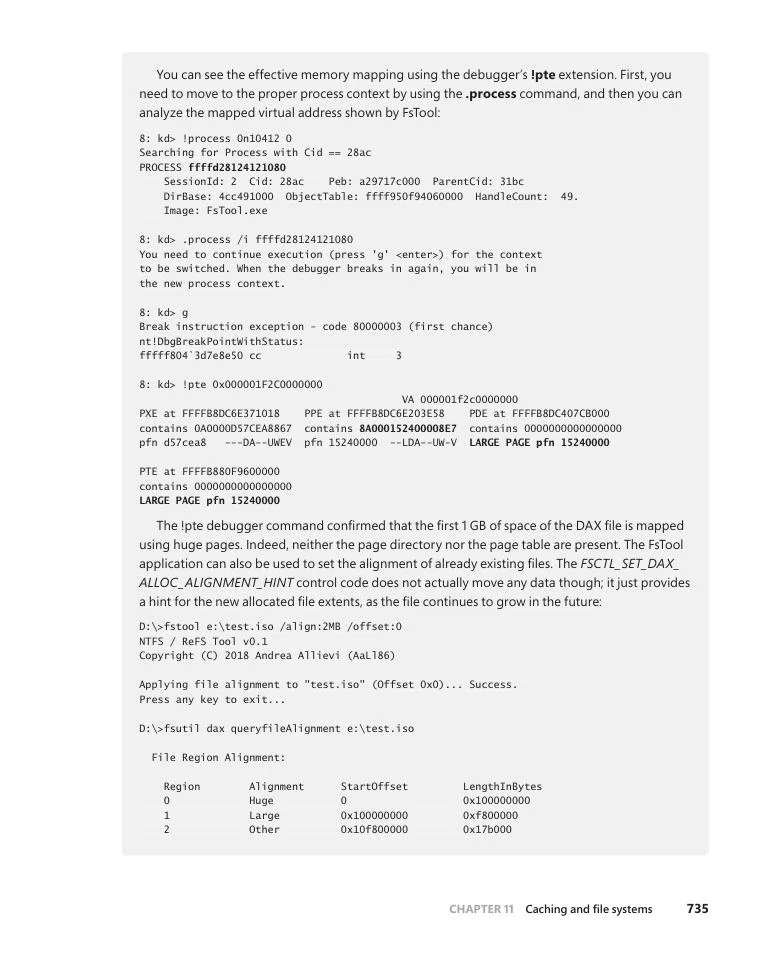 You can see the effective memory mapping using the debugger’s !pte extension. First, you
need to move to the proper process context by using the .process command, and then you can
analyze the mapped virtual address shown by FsTool:
8: kd> !process 0n10412 0
Searching for Process with Cid == 28ac
PROCESS ffffd28124121080
SessionId: 2  Cid: 28ac    Peb: a29717c000  ParentCid: 31bc
DirBase: 4cc491000  ObjectTable: ffff950f94060000  HandleCount:  49.
Image: FsTool.exe
8: kd> .process /i ffffd28124121080
You need to continue execution (press 'g' <enter>) for the context
to be switched. When the debugger breaks in again, you will be in
the new process context.
8: kd> g
Break instruction exception - code 80000003 (first chance)
nt!DbgBreakPointWithStatus:
fffff804`3d7e8e50 cc              int     3
8: kd> !pte 0x000001F2C0000000
VA 000001f2c0000000
PXE at FFFFB8DC6E371018    PPE at FFFFB8DC6E203E58    PDE at FFFFB8DC407CB000
contains 0A0000D57CEA8867  contains 8A000152400008E7  contains 0000000000000000
pfn d57cea8   ---DA--UWEV  pfn 15240000  --LDA--UW-V  LARGE PAGE pfn 15240000
PTE at FFFFB880F9600000
contains 0000000000000000
LARGE PAGE pfn 15240000
The !pte debugger command confirmed that the first 1 GB of space of the DAX file is mapped
using huge pages. Indeed, neither the page directory nor the page table are present. The FsTool
application can also be used to set the alignment of already existing files. The FSCTL_SET_DAX_
ALLOC_ALIGNMENT_HINT control code does not actually move any data though; it just provides
a hint for the new allocated file extents, as the file continues to grow in the future:
D:\>fstool e:\test.iso /align:2MB /offset:0
NTFS / ReFS Tool v0.1
Copyright (C) 2018 Andrea Allievi (AaLl86)
Applying file alignment to "test.iso" (Offset 0x0)... Success.
Press any key to exit...
D:\>fsutil dax queryfileAlignment e:\test.iso
File Region Alignment:
Region        Alignment      StartOffset         LengthInBytes
0             Huge           0                   0x100000000
1             Large          0x100000000         0xf800000
2             Other          0x10f800000         0x17b000
CHAPTER 11    Caching and file systems    735